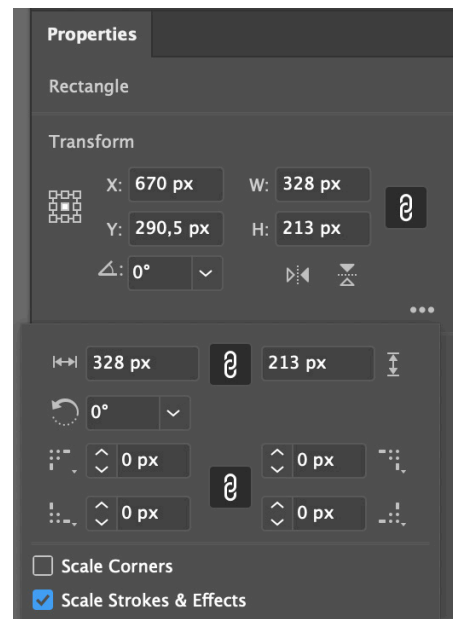 Properties
Rectangle
Transform
X: 670 px W: 328 px
Y: 290,5 px H: 213 px
: 0°
328 px 213 px
0°
0 px 0 px
0 px 0 px
Scale Corners
Scale Strokes & Effects